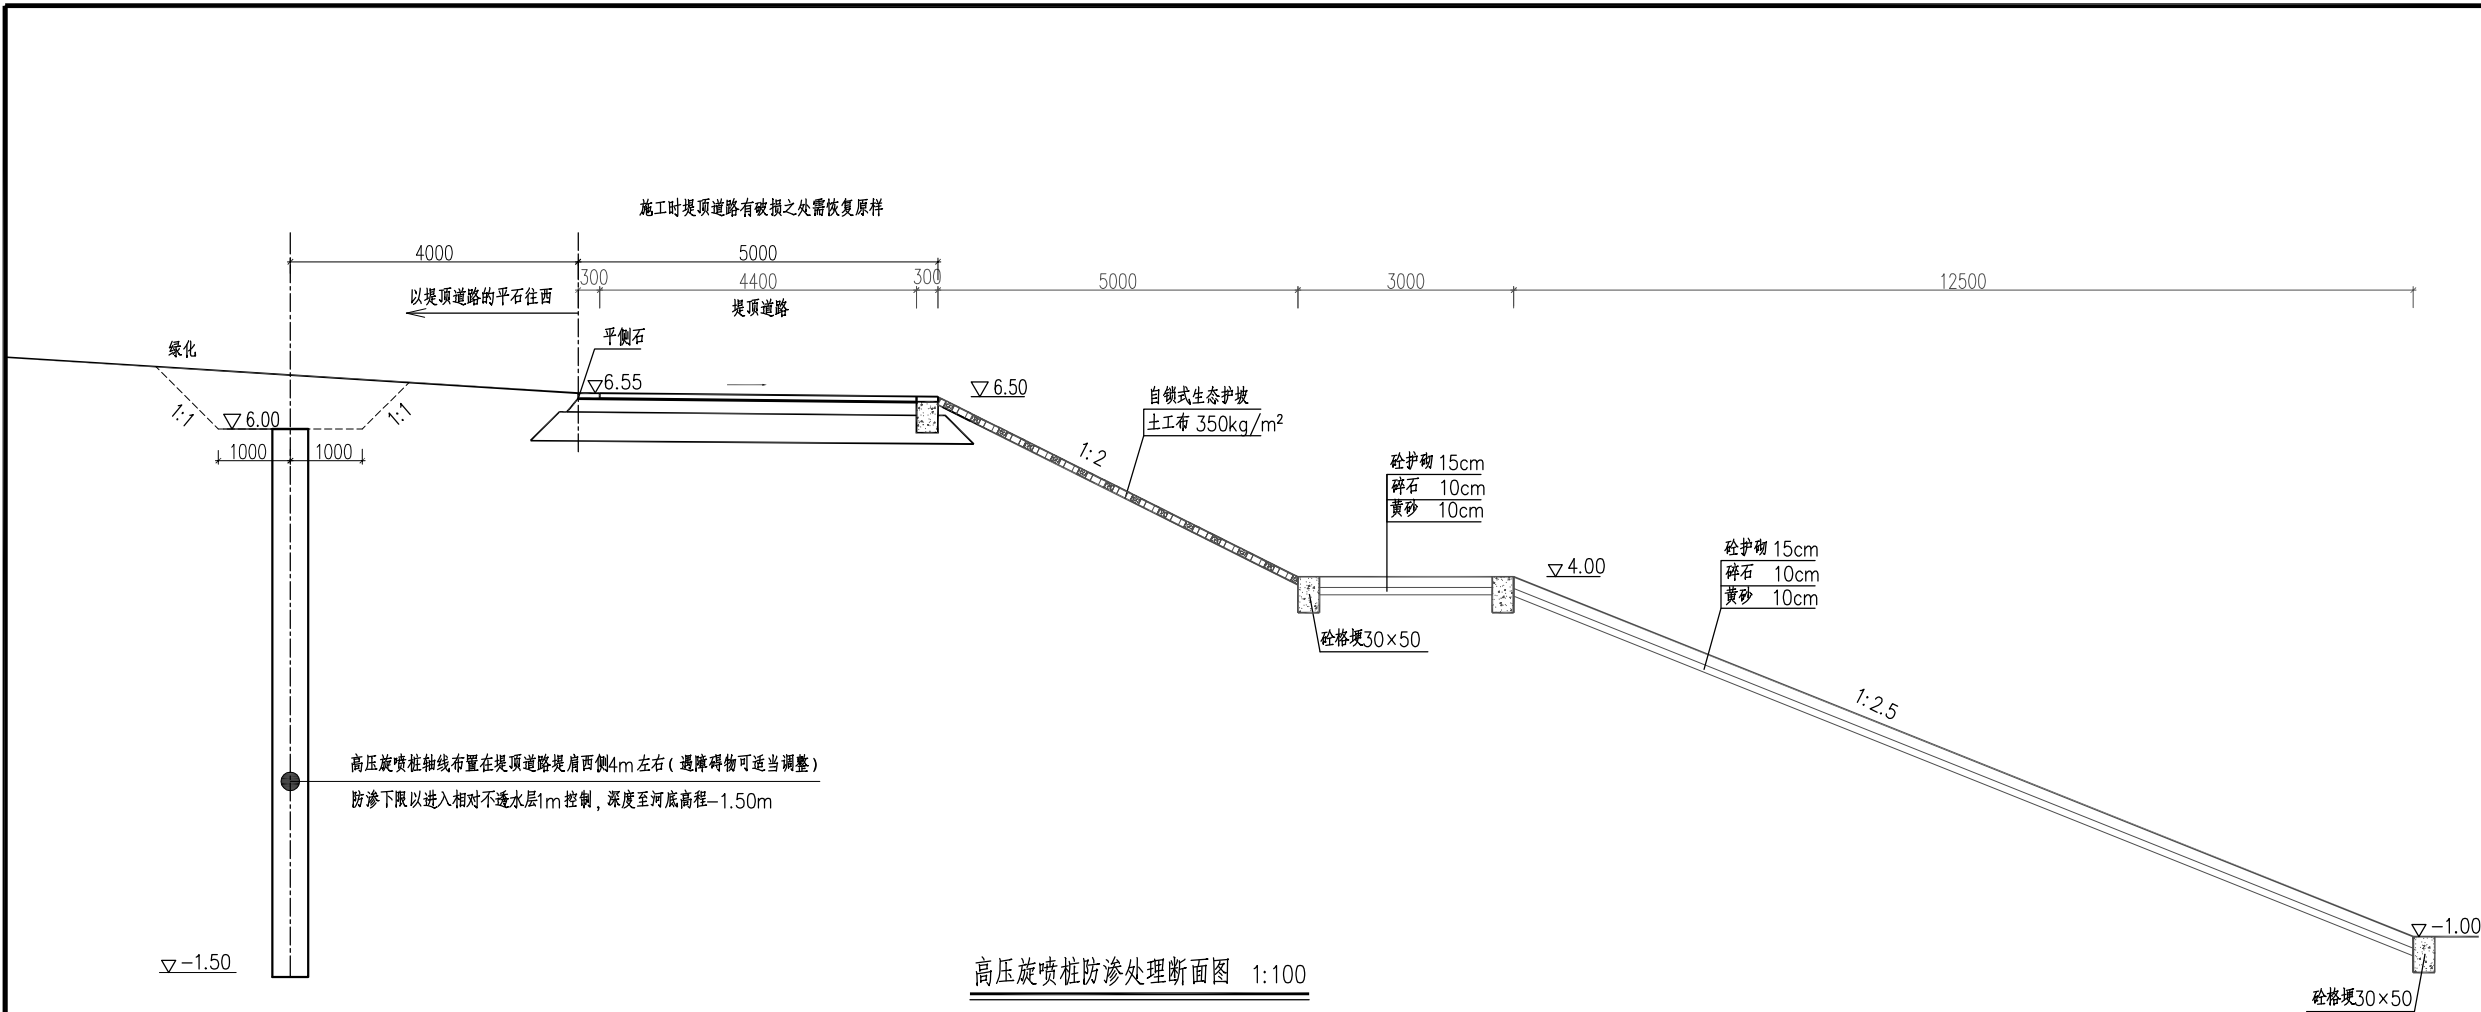 施工时堤顶道路有破损之处需恢复原样
4000
5000
300
4400
300
5000
3000
12500
以堤顶道路的平石往西
堤顶道路
平侧石
绿化
6.55
6.50
1:1
6.00
1:1
1000
1000
自锁式生态护坡
土工布 350kg/m²
1:2
砼护砌 15cm
碎石 10cm
黄砂 10cm
4.00
砼护砌 15cm
碎石 10cm
黄砂 10cm
砼格埂30×50
1:2.5
高压旋喷桩轴线布置在堤顶道路堤肩西侧4m左右(遇障碍物可适当调整)
防渗下限以进入相对不透水层1m控制,深度至河底高程-1.50m
-1.00
-1.50
高压旋喷桩防渗处理断面图 1:100
砼格埂30×50